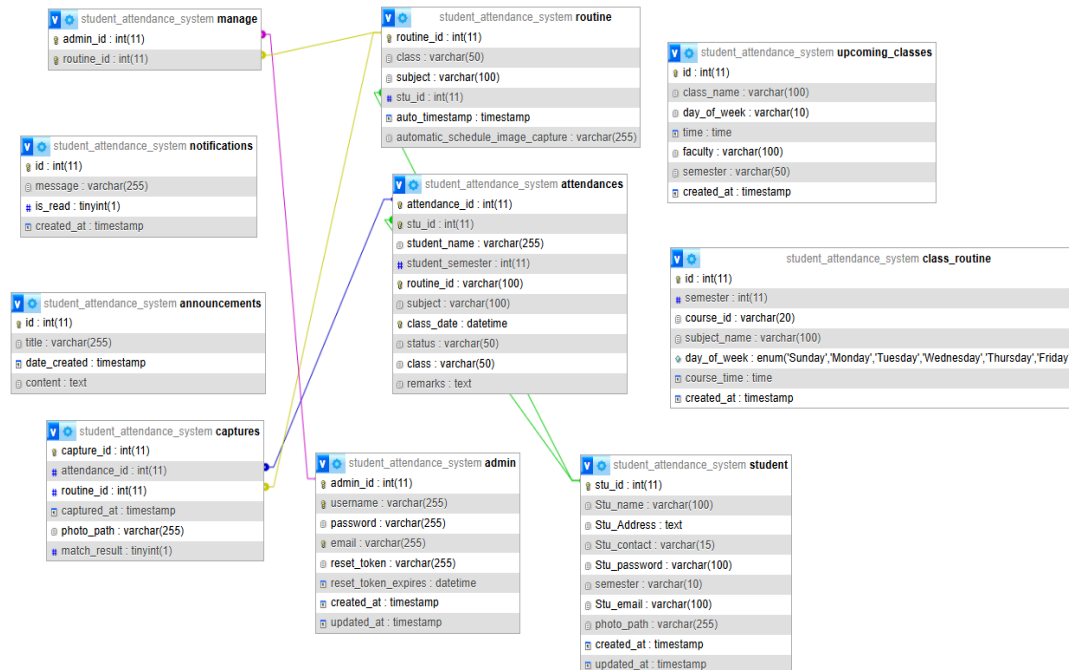 student_attendance_system manage
admin_id : int(11)
routine_id : int(11)
student_attendance_system routine
routine_id : int(11)
class : varchar(50)
subject : varchar(100)
stu_id : int(11)
auto_timestamp : timestamp
automatic_schedule_image_capture : varchar(255)
student_attendance_system upcoming_classes
id : int(11)
class_name : varchar(100)
day_of_week : varchar(10)
time : time
faculty : varchar(100)
semester : varchar(50)
created_at : timestamp
student_attendance_system notifications
id : int(11)
message : varchar(255)
is_read : tinyint(1)
created_at : timestamp
student_attendance_system attendances
attendance_id : int(11)
stu_id : int(11)
student_name : varchar(255)
student_semester : int(11)
routine_id : varchar(100)
subject : varchar(100)
class_date : datetime
status : varchar(50)
class : varchar(50)
remarks : text
student_attendance_system class_routine
id : int(11)
semester : int(11)
course_id : varchar(20)
subject_name : varchar(100)
day_of_week : enum('Sunday','Monday','Tuesday','Wednesday','Thursday','Friday'
course_time : time
created_at : timestamp
student_attendance_system announcements
id : int(11)
title : varchar(255)
date_created : timestamp
content : text
student_attendance_system captures
capture_id : int(11)
attendance_id : int(11)
routine_id : int(11)
captured_at : timestamp
photo_path : varchar(255)
match_result : tinyint(1)
student_attendance_system admin
admin_id : int(11)
username : varchar(255)
password : varchar(255)
email : varchar(255)
reset_token : varchar(255)
reset_token_expires : datetime
created_at : timestamp
updated_at : timestamp
student_attendance_system student
stu_id : int(11)
Stu_name : varchar(100)
Stu_Address : text
Stu_contact : varchar(15)
Stu_password : varchar(100)
semester : varchar(10)
Stu_email : varchar(100)
photo_path : varchar(255)
created_at : timestamp
updated_at : timestamp